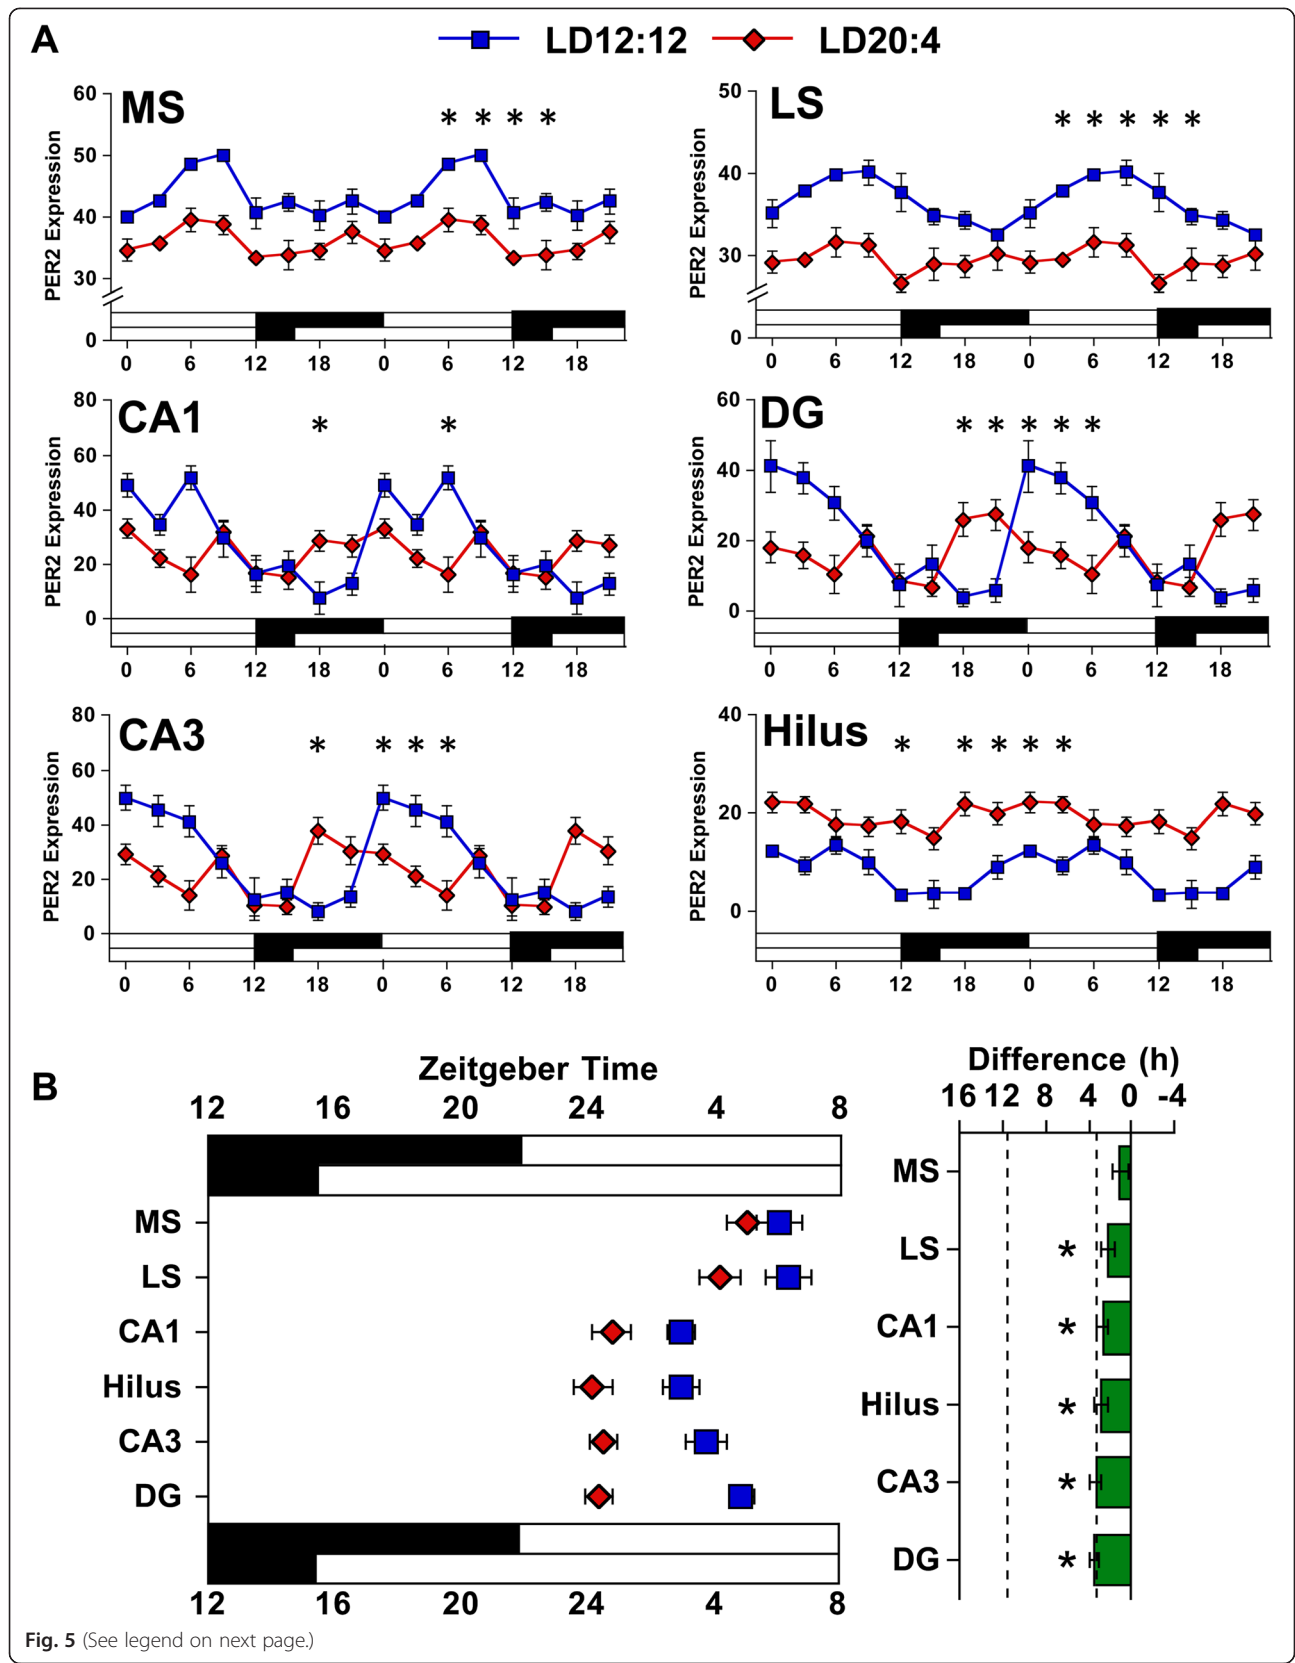 A
LD12:12 LD20:4
MS
* * * *
PER2 Expression
60
50
40
30
0
0 6 12 18 0 6 12 18
LS
* * * * *
PER2 Expression
50
40
30
0
0 6 12 18 0 6 12 18
CA1
* *
PER2 Expression
80
60
40
20
0
0 6 12 18 0 6 12 18
DG
* * * * *
PER2 Expression
60
40
20
0
0 6 12 18 0 6 12 18
CA3
* * * *
PER2 Expression
80
60
40
20
0
0 6 12 18 0 6 12 18
Hilus
* * * * *
PER2 Expression
40
20
0
0 6 12 18 0 6 12 18
B
Zeitgeber Time
12 16 20 24 4 8
MS
LS
CA1
Hilus
CA3
DG
12 16 20 24 4 8
Difference (h)
16 12 8 4 0 -4
MS
LS *
CA1 *
Hilus *
CA3 *
DG *
Fig. 5 (See legend on next page.)